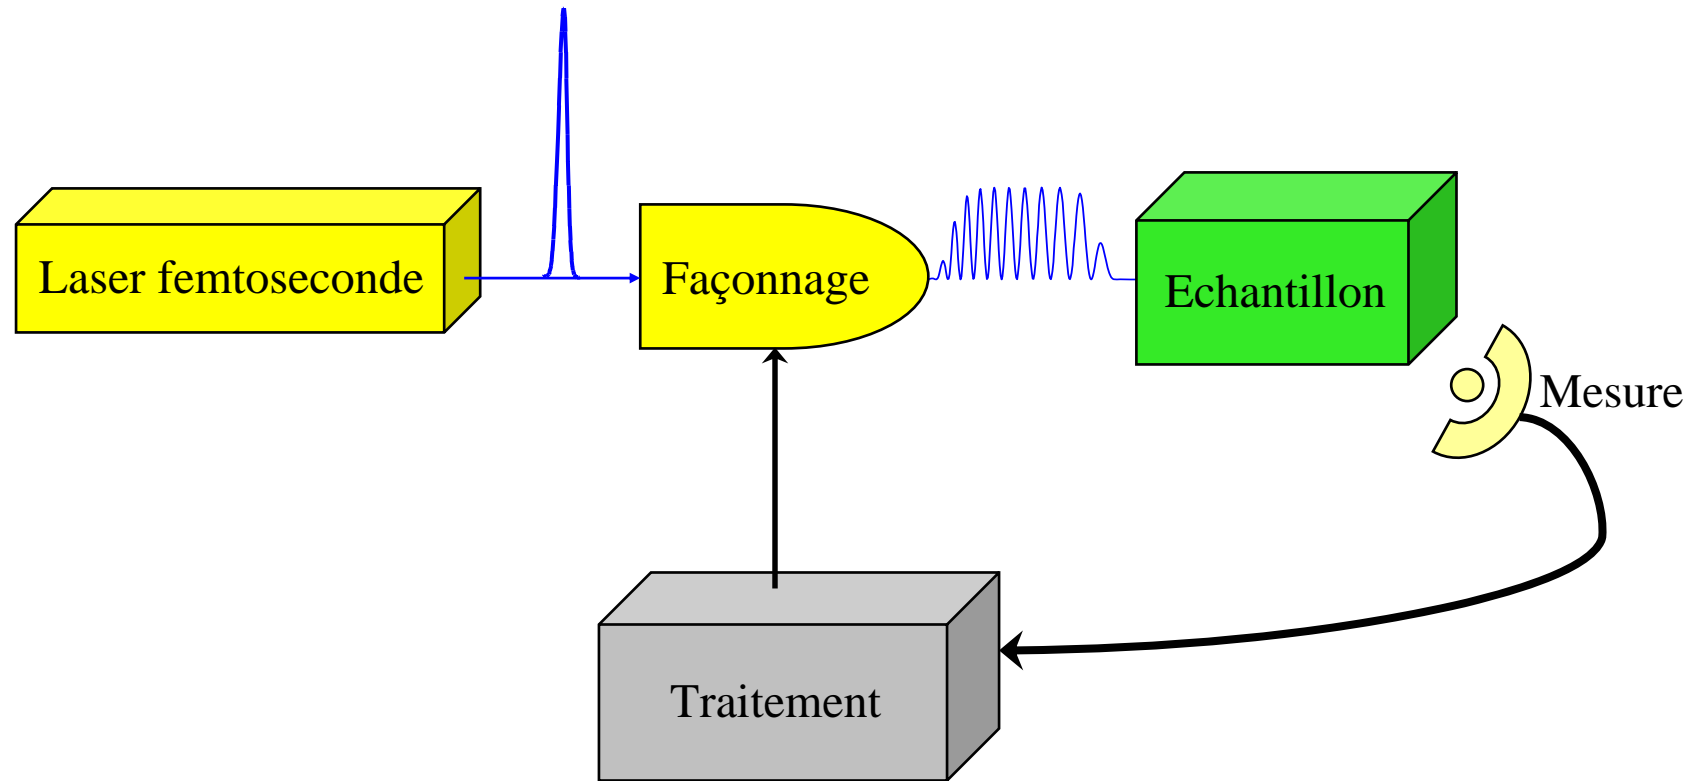 Laser femtoseconde
Façonnage
Echantillon
Mesure
Traitement